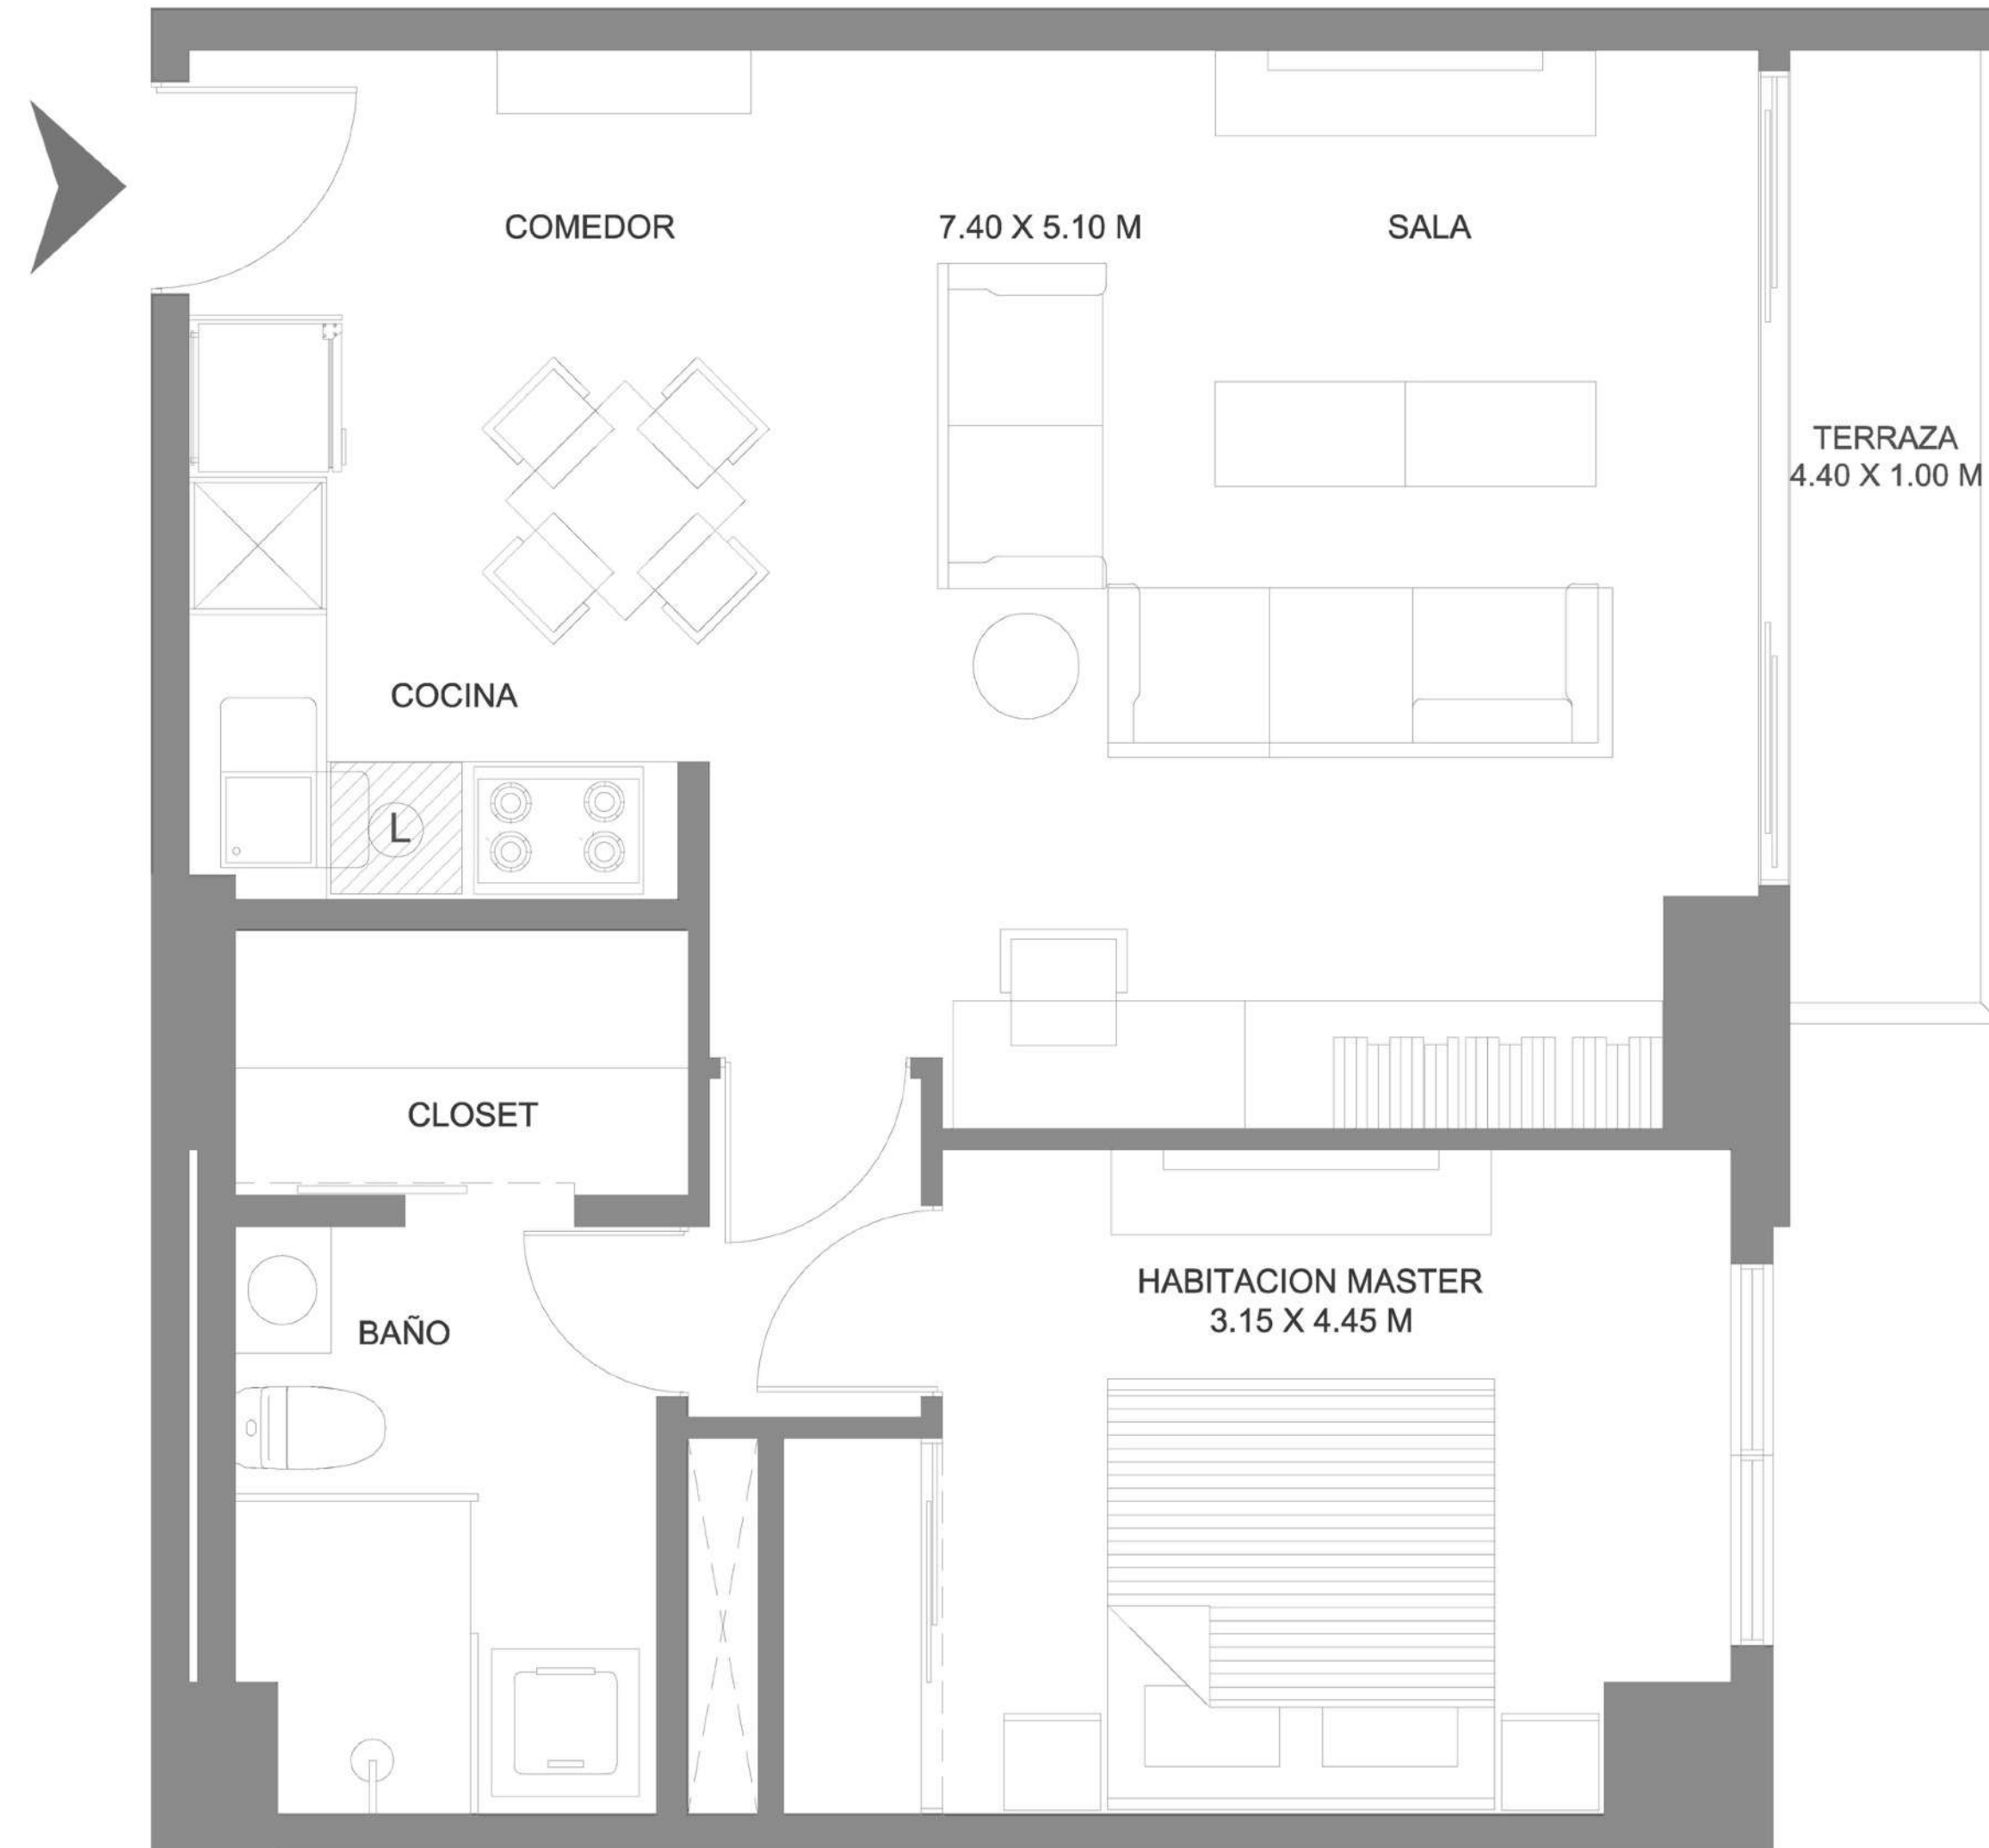 COMEDOR
7.40 X 5.10 M
SALA
TERRAZA
4.40 X 1.00 M
COCINA
L
CLOSET
HABITACION MASTER
3.15 X 4.45 M
BAÑO